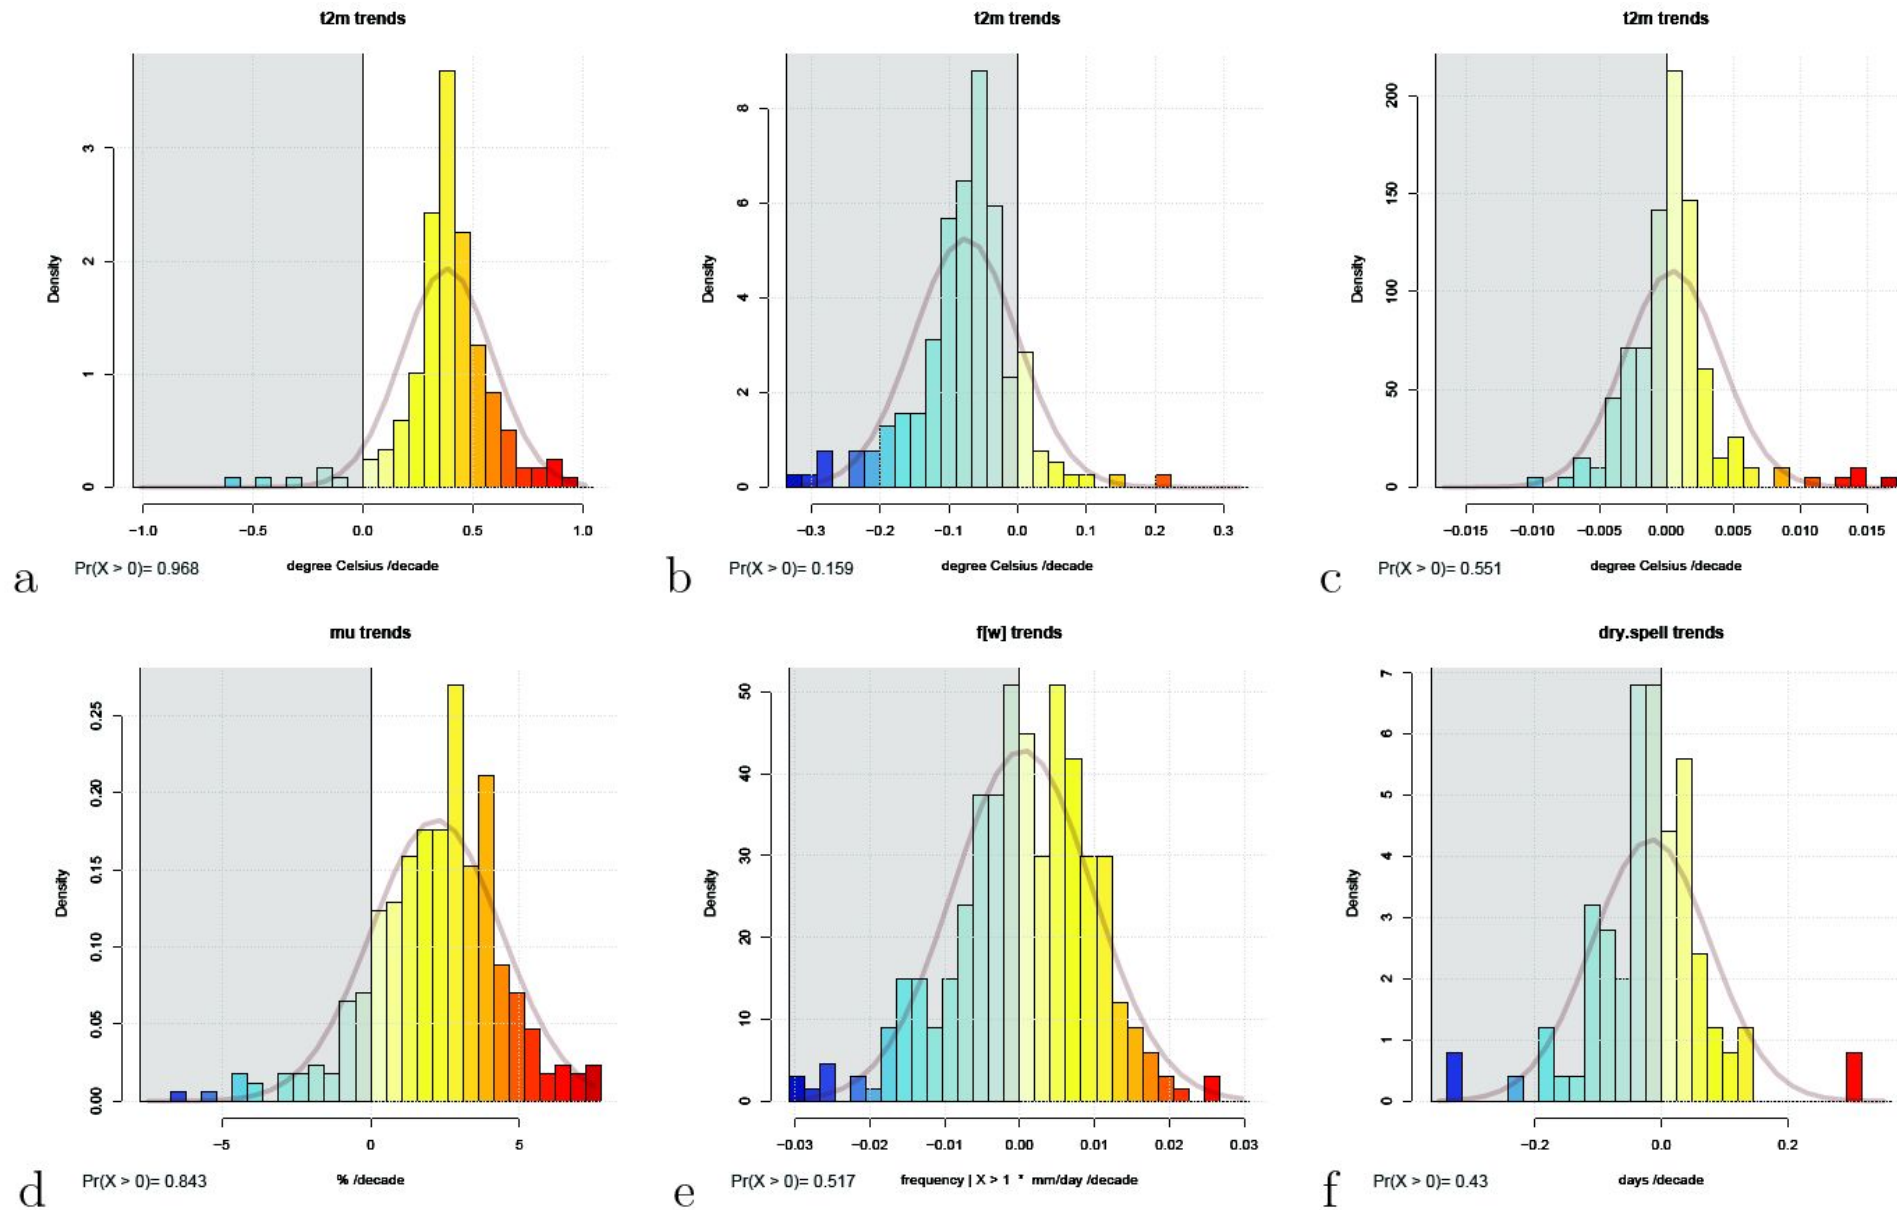 t2m trends
Density
0
1
2
3
−1.0 −0.5 0.0 0.5 1.0
degree Celsius /decade
Pr(X > 0)= 0.968
a
t2m trends
Density
0
2
4
6
8
−0.3 −0.2 −0.1 0.0 0.1 0.2 0.3
degree Celsius /decade
Pr(X > 0)= 0.159
b
t2m trends
Density
0
50
100
150
200
−0.015 −0.010 −0.005 0.000 0.005 0.010 0.015
degree Celsius /decade
Pr(X > 0)= 0.551
c
mu trends
Density
0.00
0.05
0.10
0.15
0.20
0.25
−5 0 5
% /decade
Pr(X > 0)= 0.843
d
f[w] trends
Density
0
10
20
30
40
50
−0.03 −0.02 −0.01 0.00 0.01 0.02 0.03
frequency | X > 1 * mm/day /decade
Pr(X > 0)= 0.517
e
dry.spell trends
Density
0
1
2
3
4
5
6
7
−0.2 0.0 0.2
days /decade
Pr(X > 0)= 0.43
f